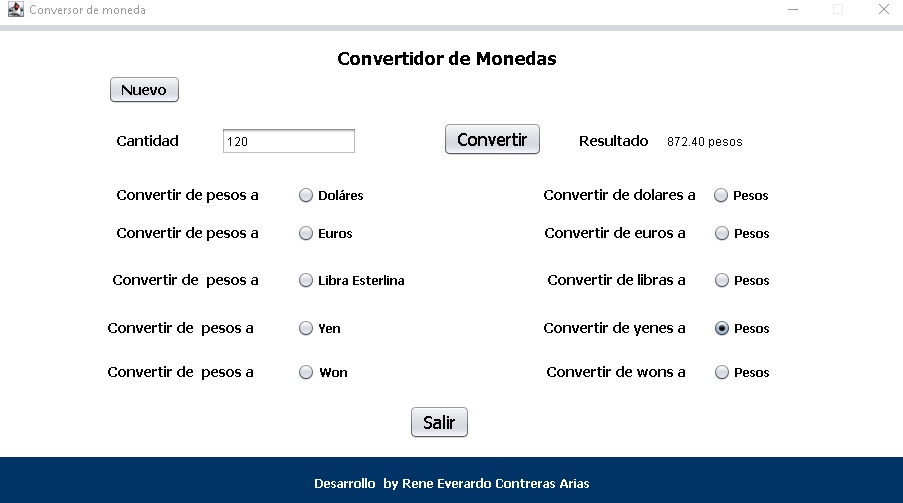 Conversor de moneda
Convertidor de Monedas
Nuevo
Cantidad 120 Convertir Resultado 872.40 pesos
Convertir de pesos a Doláres Convertir de dolares a Pesos
Convertir de pesos a Euros Convertir de euros a Pesos
Convertir de pesos a Libra Esterlina Convertir de libras a Pesos
Convertir de pesos a Yen Convertir de yenes a Pesos
Convertir de pesos a Won Convertir de wons a Pesos
Salir
Desarrollo by Rene Everardo Contreras Arias